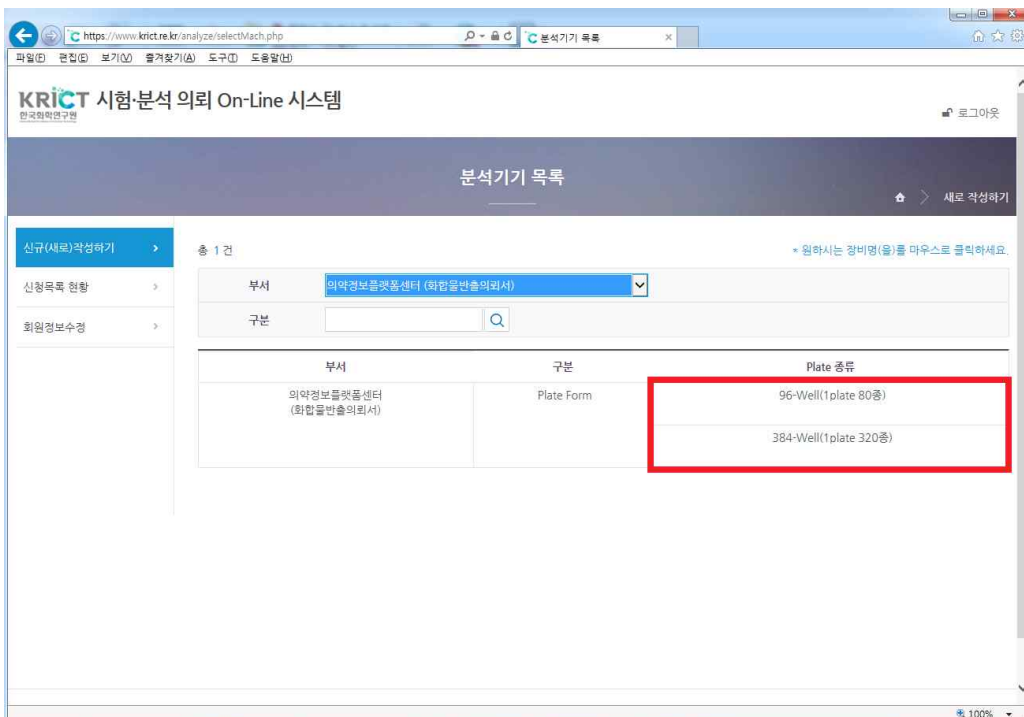 https://www.krict.re.kr/analyze/selectMach.php
분석기기 목록
파일(F) 편집(E) 보기(V) 즐겨찾기(A) 도구(T) 도움말(H)
KRICT 시험·분석 의뢰 On-Line 시스템
한국화학연구원
로그아웃
분석기기 목록
새로 작성하기
신규(새로)작성하기
신청목록 현황
회원정보수정
총 1 건
* 원하시는 장비명(을)를 마우스로 클릭하세요.
부서 의약정보플랫폼센터 (화합물반출의뢰서)
구분
부서 구분 Plate 종류
의약정보플랫폼센터
(화합물반출의뢰서)
Plate Form
96-Well(1plate 80종)
384-Well(1plate 320종)
100%